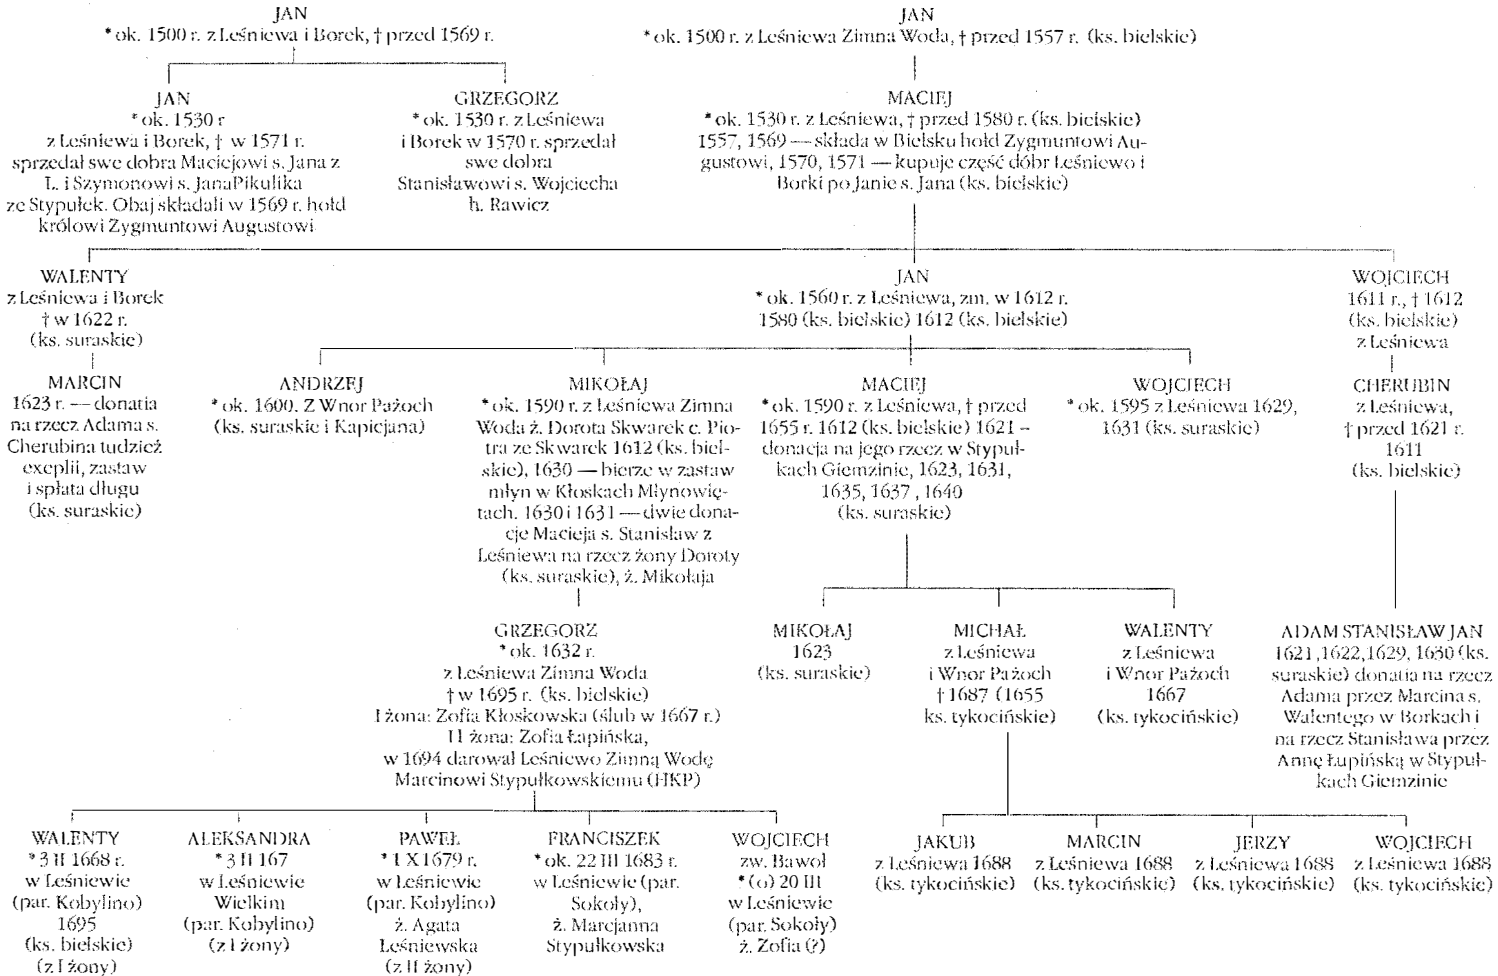 JAN
* ok. 1500 r. z Leśniewa i Borek, † przed 1569 r.
JAN
* ok. 1500 r. z Leśniewa Zimna Woda, † przed 1557 r. (ks. bielskie)
JAN
* ok. 1530 r
z Leśniewa i Borek, † w 1571 r.
sprzedał swe dobra Maciejowi s. Jana z
L. i Szymonowi s. JanaPikulika
ze Stypułek. Obaj składali w 1569 r. hołd
królowi Zygmuntowi Augustowi
GRZEGORZ
* ok. 1530 r. z Leśniewa
i Borek w 1570 r. sprzedał
swe dobra
Stanisławowi s. Wojciecha
h. Rawicz
MACIEJ
* ok. 1530 r. z Leśniewa, † przed 1580 r. (ks. bielskie)
1557, 1569 — składa w Bielsku hołd Zygmuntowi Au-
gustowi, 1570, 1571 — kupuje część dóbr Leśniewo i
Borki po Janie s. Jana (ks. bielskie)
WALENTY
z Leśniewa i Borek
† w 1622 r.
(ks. suraskie)
JAN
* ok. 1560 r. z Leśniewa, zm. w 1612 r.
1580 (ks. bielskie) 1612 (ks. bielskie)
WOJCIECH
1611 r., † 1612
(ks. bielskie)
z Leśniewa
MARCIN
1623 r. — donatia
na rzecz Adama s.
Cherubina tudzież
exeplii, zastaw
i spłata długu
(ks. suraskie)
ANDRZEJ
* ok. 1600. Z Wnor Pażoch
(ks. suraskie i Kapicjana)
MIKOŁAJ
* ok. 1590 r. z Leśniewa Zimna
Woda ż. Dorota Skwarek c. Pio-
tra ze Skwarek 1612 (ks. biel-
skie), 1630 — bierze w zastaw
młyn w Kłoskach Młynowię-
tach. 1630 i 1631 — dwie dona-
cje Macieja s. Stanisław z
Leśniewa na rzecz żony Doroty
(ks. suraskie), ż. Mikołaja
MACIEJ
* ok. 1590 r. z Leśniewa, † przed
1655 r. 1612 (ks. bielskie) 1621 –
donacja na jego rzecz w Stypuł-
kach Giemzinie, 1623, 1631,
1635, 1637 , 1640
(ks. suraskie)
WOJCIECH
* ok. 1595 z Leśniewa 1629,
1631 (ks. suraskie)
CHERUBIN
z Leśniewa,
† przed 1621 r.
1611
(ks. bielskie)
GRZEGORZ
* ok. 1632 r.
z Leśniewa Zimna Woda
† w 1695 r. (ks. bielskie)
I żona: Zofia Kłoskowska (ślub w 1667 r.)
II żona: Zofia Łapińska,
w 1694 darował Leśniewo Zimną Wodę
Marcinowi Stypułkowskiemu (HKP)
MIKOŁAJ
1623
(ks. suraskie)
MICHAŁ
z Leśniewa
i Wnor Pażoch
† 1687 (1655
ks. tykocińskie)
WALENTY
z Leśniewa
i Wnor Pażoch
1667
(ks. tykocińskie)
ADAM STANISŁAW JAN
1621 ,1622,1629, 1630 (ks.
suraskie) donatia na rzecz
Adama przez Marcina s.
Walentego w Borkach i
na rzecz Stanisława przez
Annę Łupińską w Stypuł-
kach Giemzinie
WALENTY
* 3 II 1668 r.
w Leśniewie
(par. Kobylino)
1695
(ks. bielskie)
(z I żony)
ALEKSANDRA
* 3 II 167
w Leśniewie
Wielkim
(par. Kobylino)
(z I żony)
PAWEŁ
* 1 X 1679 r.
w Leśniewie
(par. Kobylino)
ż. Agata
Leśniewska
(z II żony)
FRANCISZEK
* ok. 22 III 1683 r.
w Leśniewie (par.
Sokoły),
ż. Marcjanna
Stypułkowska
WOJCIECH
zw. Bawoł
* (o) 20 III
w Leśniewie
(par. Sokoły)
ż. Zofia (?)
JAKUB
z Leśniewa 1688
(ks. tykocińskie)
MARCIN
z Leśniewa 1688
(ks. tykocińskie)
JERZY
z Leśniewa 1688
(ks. tykocińskie)
WOJCIECH
z Leśniewa 1688
(ks. tykocińskie)